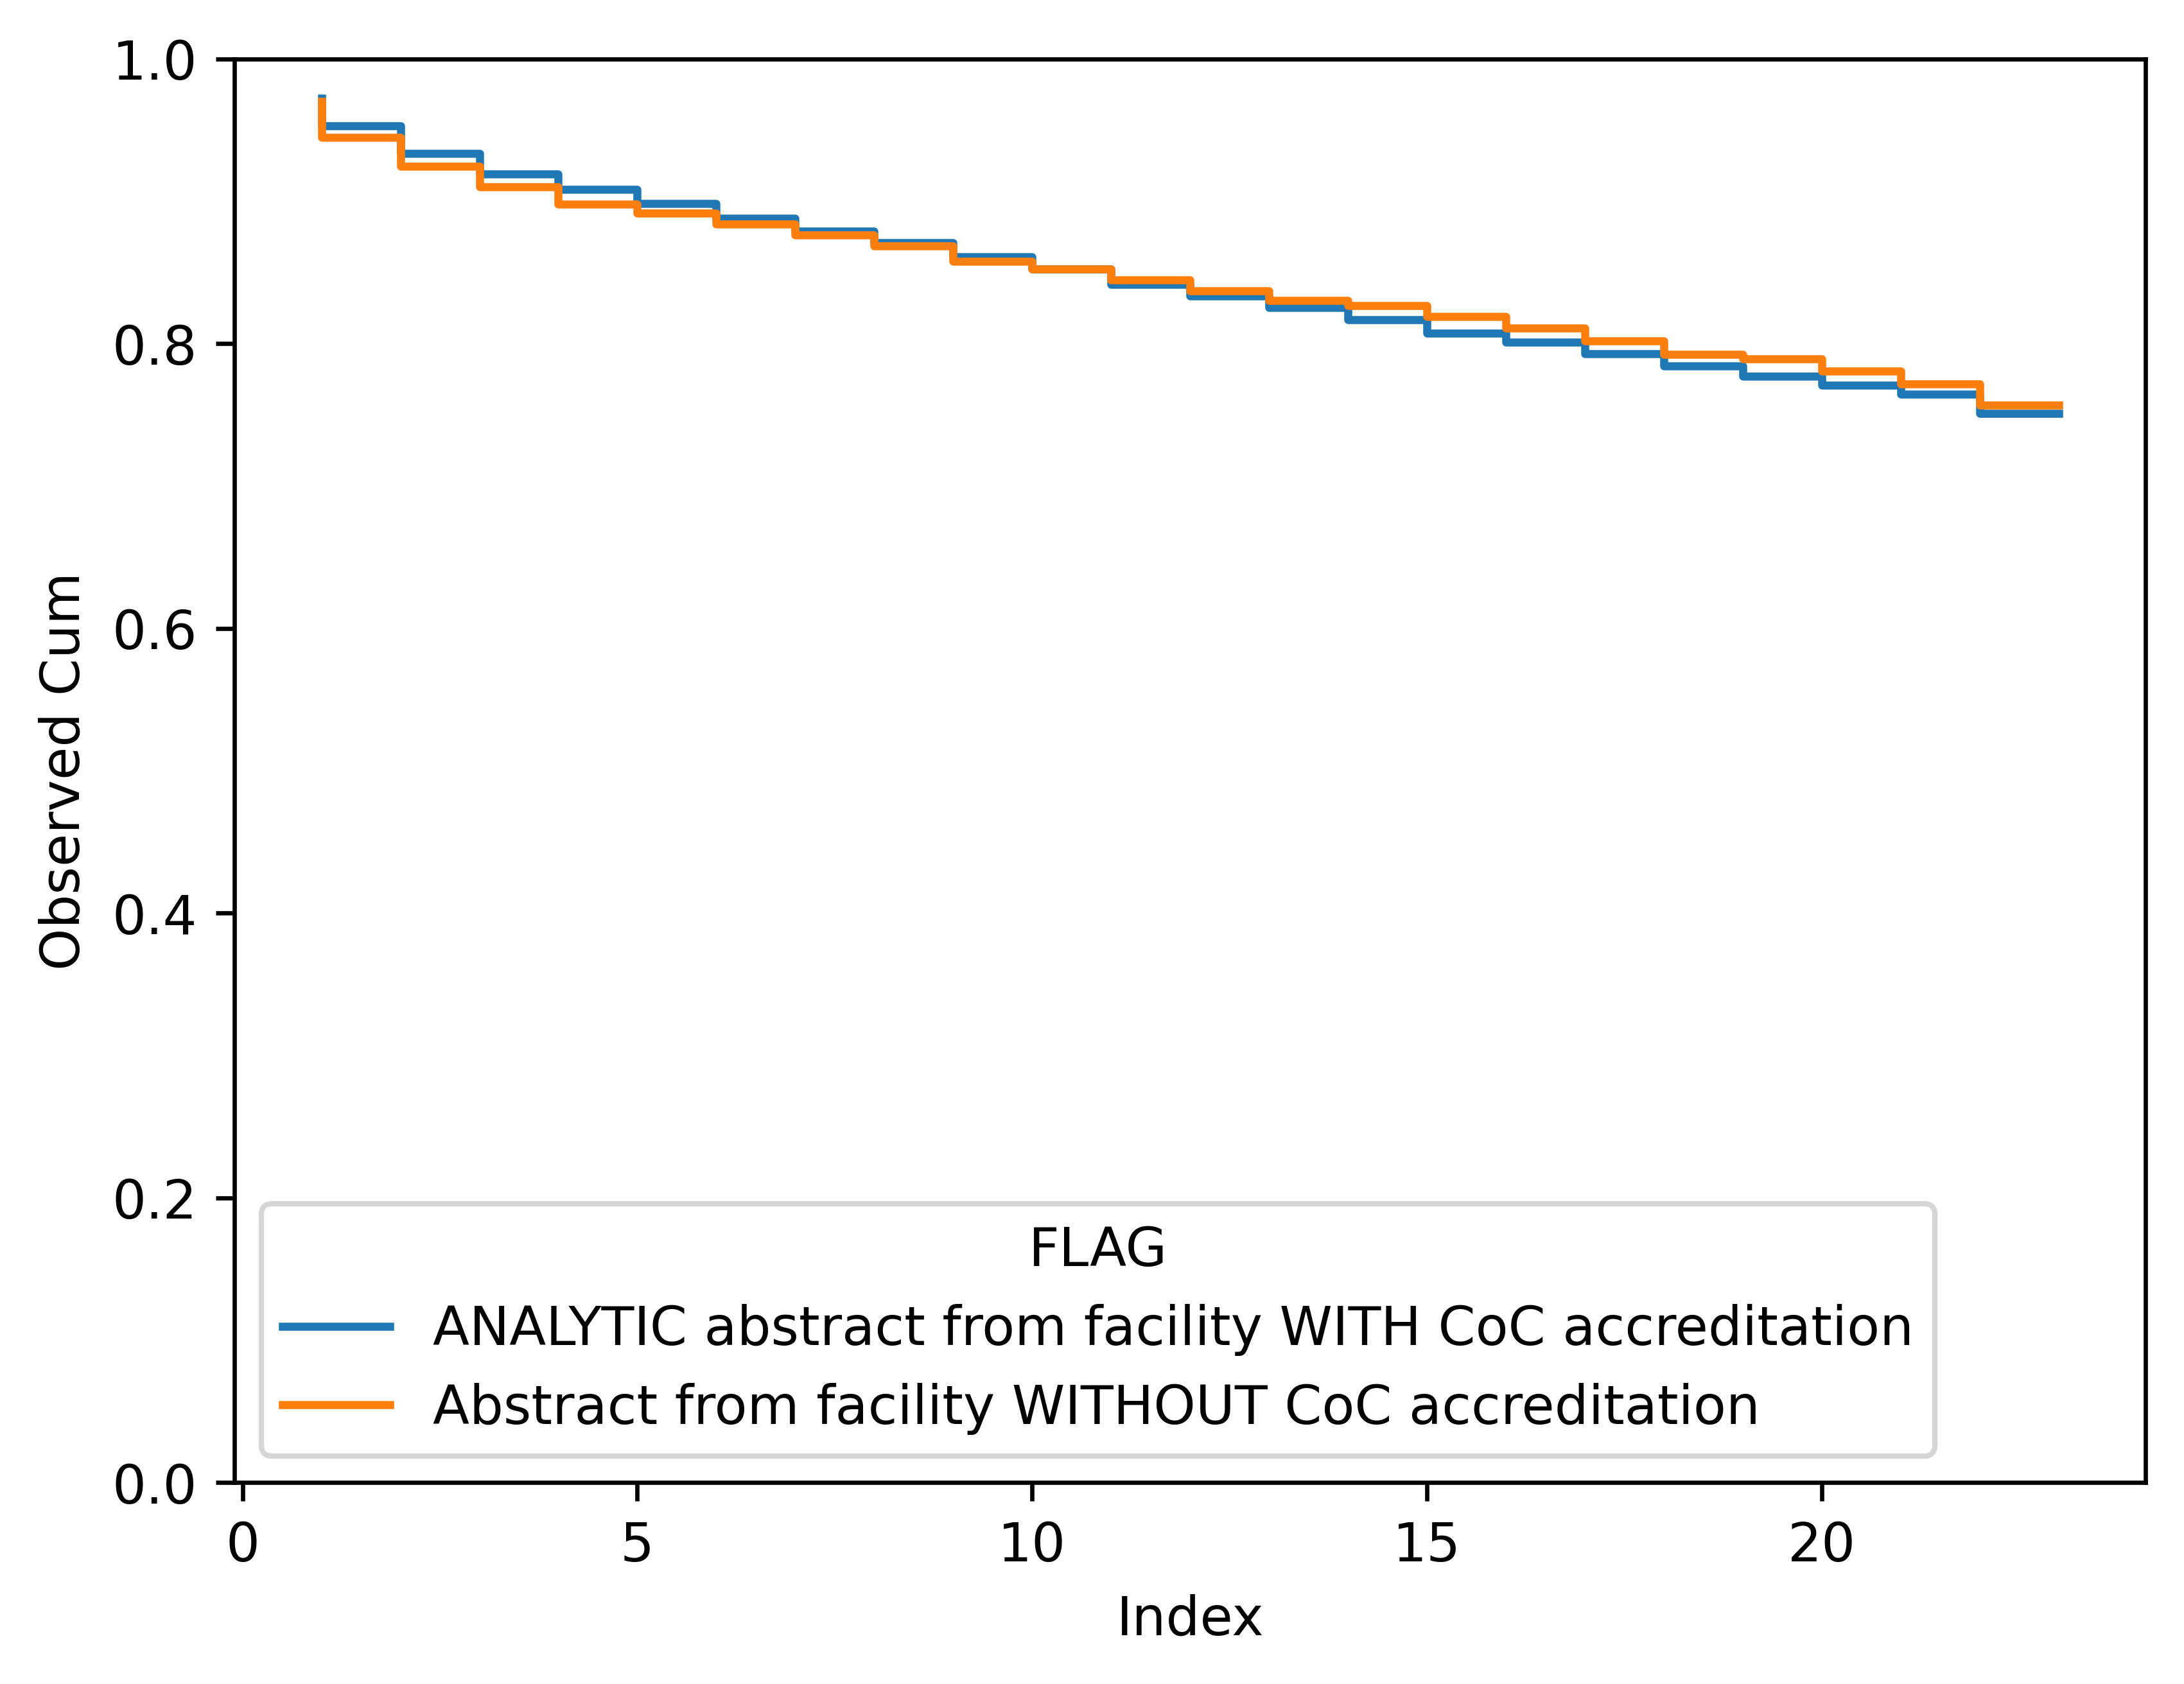 1.0
0.8
0.6
0.4
0.2
0.0
Observed Cum
FLAG
ANALYTIC abstract from facility WITH CoC accreditation
Abstract from facility WITHOUT CoC accreditation
0 5 10 15 20
Index